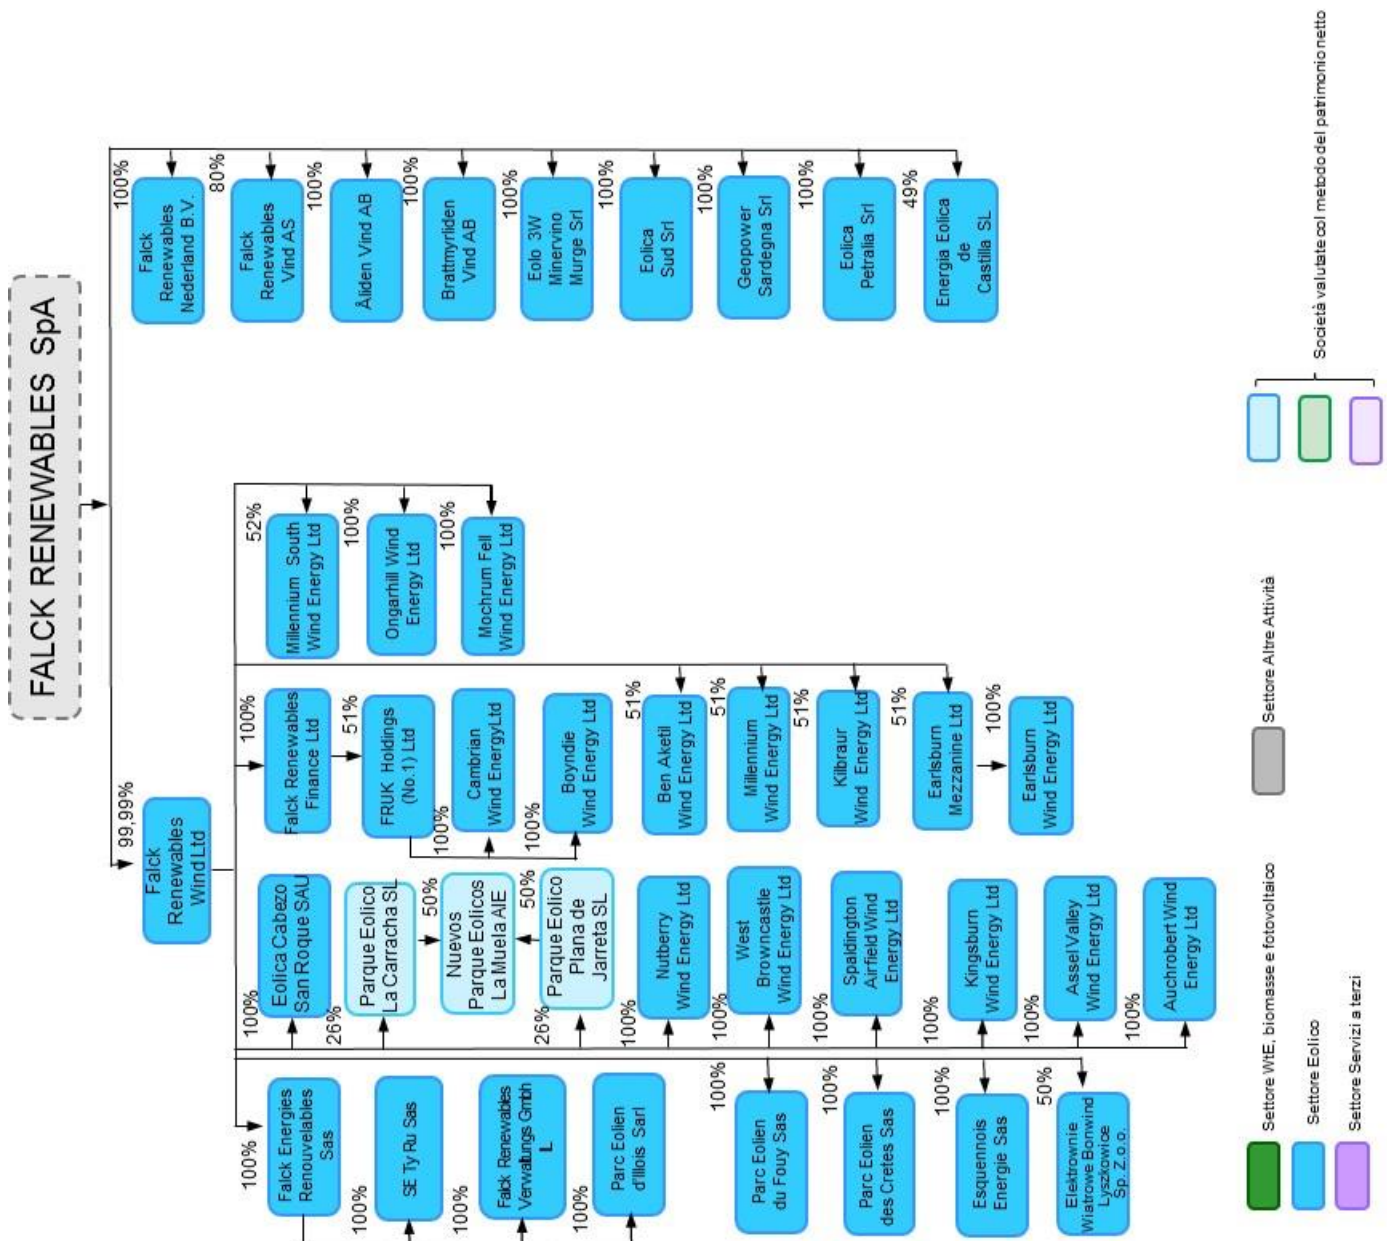 FALCK RENEWABLES SpA
99,99%
Falck
Renewables
Wind Ltd
100%
Falck
Renewables
Nederland B.V.
80%
Falck
Renewables
Vind AS
100%
Åliden Vind AB
100%
Brattmyrliden
Vind AB
100%
Eolo 3W
Minervino
Murge Srl
100%
Eolica
Sud Srl
100%
Geopower
Sardegna Srl
100%
Eolica
Petralia Srl
49%
Energia Eolica
de
Castilla SL
52%
Millennium South
Wind Energy Ltd
100%
Ongarhill Wind
Energy Ltd
100%
Mochrum Fell
Wind Energy Ltd
100%
Falck Renewables
Finance Ltd
51%
FRUK Holdings
(No.1) Ltd
100%
Cambrian
Wind EnergyLtd
100%
Boyndie
Wind Energy Ltd
51%
Ben Aketil
Wind Energy Ltd
51%
Millennium
Wind Energy Ltd
51%
Kilbraur
Wind Energy Ltd
51%
Earlsburn
Mezzanine Ltd
100%
Earlsburn
Wind Energy Ltd
100%
Eolica Cabezo
San Roque SAU
26%
Parque Eolico
La Carracha SL
50%
Nuevos
Parque Eolicos
La Muela AIE
50%
26%
Parque Eolico
Plana de
Jarreta SL
100%
Nutberry
Wind Energy Ltd
100%
West
Browncastle
Wind Energy Ltd
100%
Spaldington
Airfield Wind
Energy Ltd
100%
Kingsburn
Wind Energy Ltd
100%
Assel Valley
Wind Energy Ltd
100%
Auchrobert Wind
Energy Ltd
100%
Falck Energies
Renouvelables
Sas
100%
SE Ty Ru Sas
100%
Falck Renewables
Verwaltungs Gmbh
L
100%
Parc Eolien
d'Illois Sarl
100%
Parc Eolien
du Fouy Sas
100%
Parc Eolien
des Cretes Sas
100%
Esquennois
Energie Sas
50%
Elektrownie
Wiatrowe Bonwind
Lyszkowice
Sp. Z.o.o.
Settore WtE, biomasse e fotovoltaico
Settore Eolico
Settore Servizi a terzi
Settore Altre Attività
Società valutate col metodo del patrimonio netto